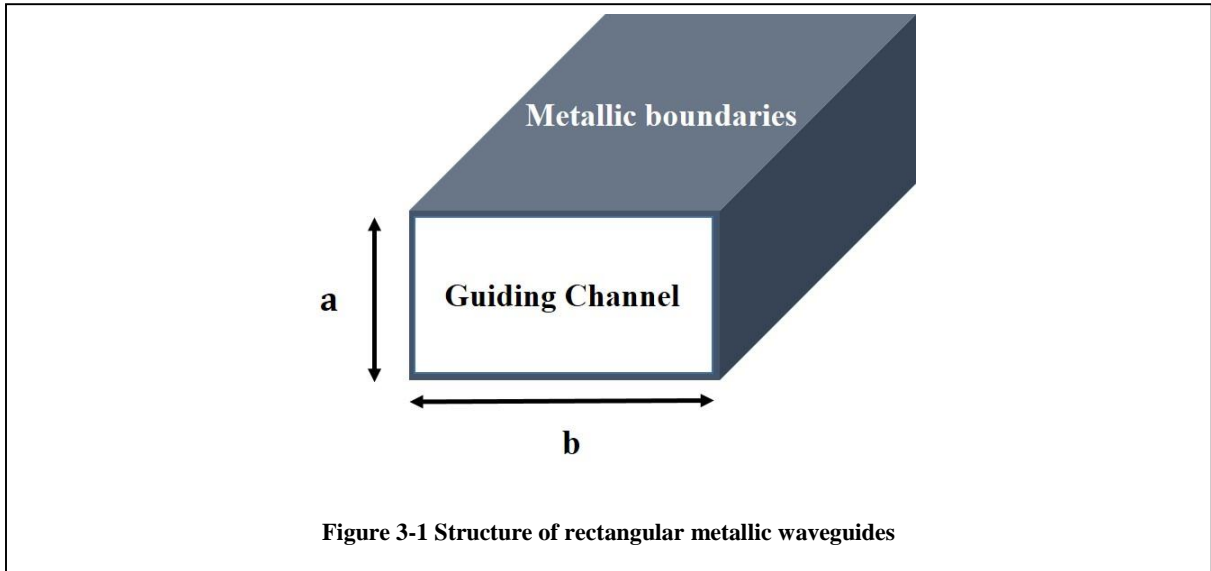 Metallic boundaries
Guiding Channel
a
b
Figure 3-1 Structure of rectangular metallic waveguides